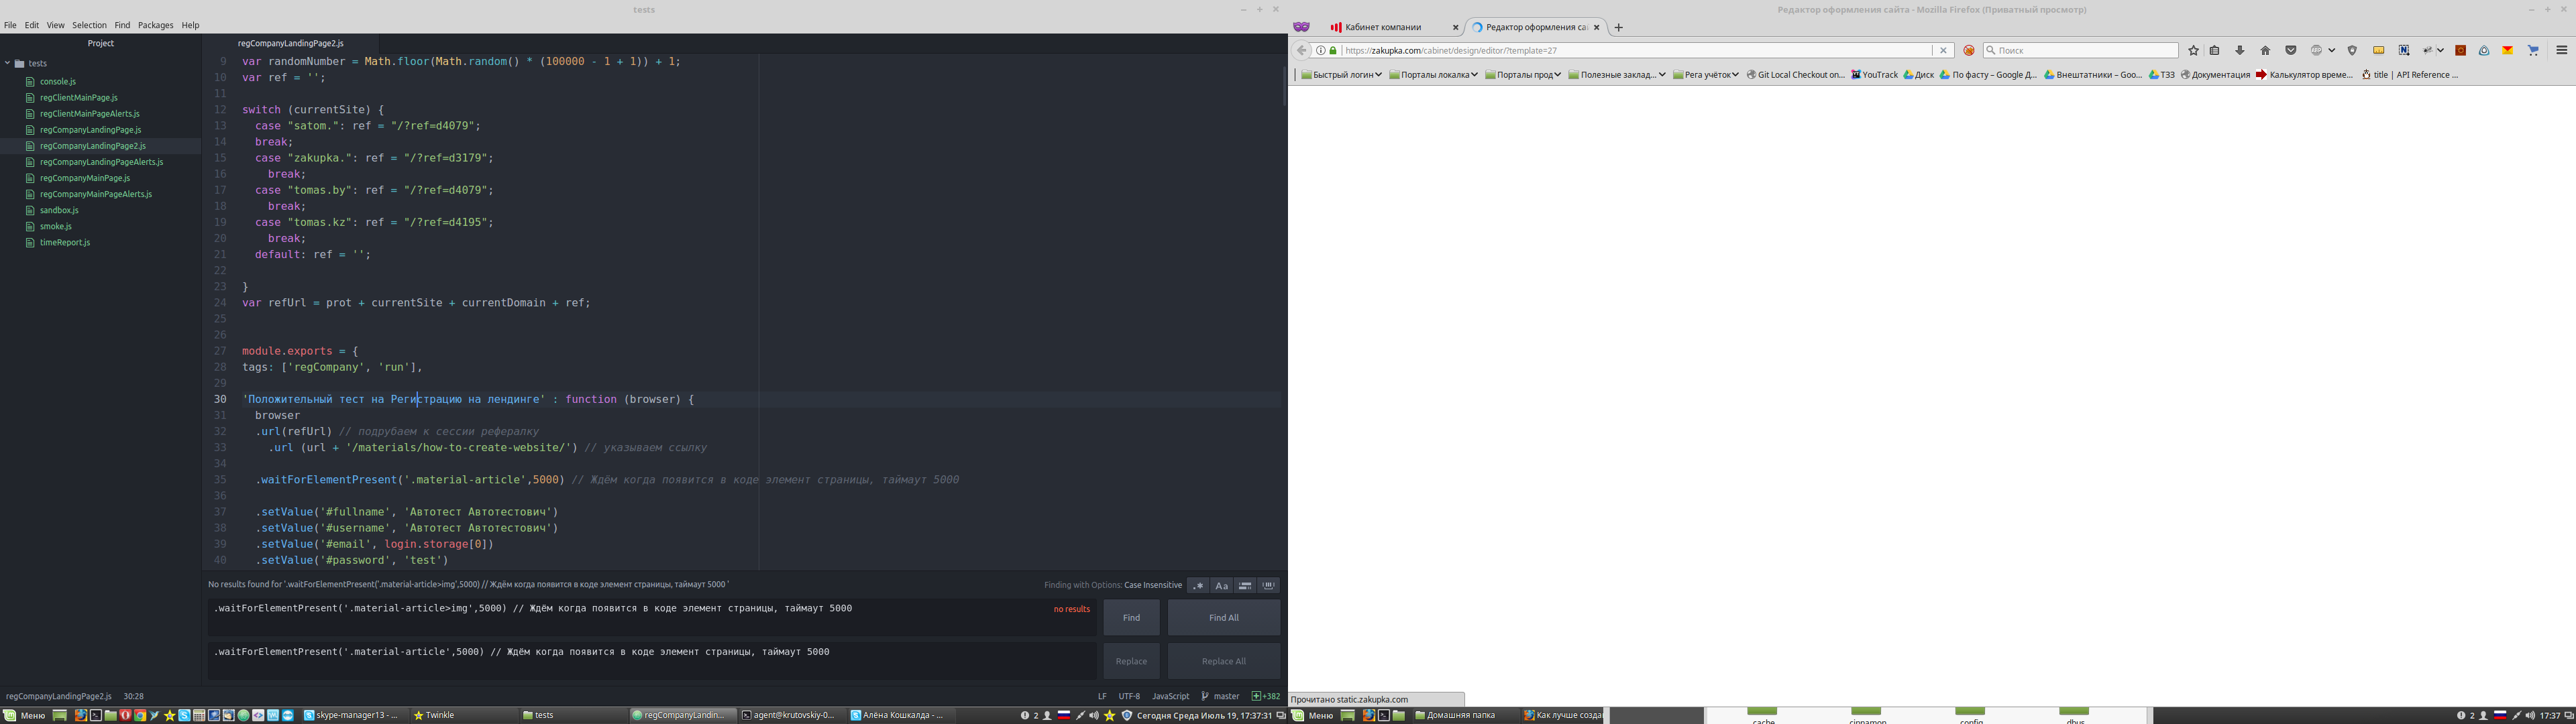 tests
File Edit View Selection Find Packages Help
Project
tests
console.js
regClientMainPage.js
regClientMainPageAlerts.js
regCompanyLandingPage.js
regCompanyLandingPage2.js
regCompanyLandingPageAlerts.js
regCompanyMainPage.js
regCompanyMainPageAlerts.js
sandbox.js
smoke.js
timeReport.js
regCompanyLandingPage2.js
9 var randomNumber = Math.floor(Math.random() * (100000 - 1 + 1)) + 1;
10 var ref = '';
11
12 switch (currentSite) {
13 case "satom.": ref = "/?ref=d4079";
14 break;
15 case "zakupka.": ref = "/?ref=d3179";
16 break;
17 case "tomas.by": ref = "/?ref=d4079";
18 break;
19 case "tomas.kz": ref = "/?ref=d4195";
20 break;
21 default: ref = '';
22
23 }
24 var refUrl = prot + currentSite + currentDomain + ref;
25
26
27 module.exports = {
28 tags: ['regCompany', 'run'],
29
30 'Положительный тест на Регистрацию на лендинге' : function (browser) {
31 browser
32 .url(refUrl) // подрубаем к сессии рефералку
33 .url (url + '/materials/how-to-create-website/') // указываем ссылку
34
35 .waitForElementPresent('.material-article',5000) // Ждём когда появится в коде элемент страницы, таймаут 5000
36
37 .setValue('#fullname', 'Автотест Автотестович')
38 .setValue('#username', 'Автотест Автотестович')
39 .setValue('#email', login.storage[0])
40 .setValue('#password', 'test')
No results found for '.waitForElementPresent('.material-article>img',5000) // Ждём когда появится в коде элемент страницы, таймаут 5000 '
Finding with Options: Case Insensitive
.* Aa
.waitForElementPresent('.material-article>img',5000) // Ждём когда появится в коде элемент страницы, таймаут 5000
no results
Find Find All
.waitForElementPresent('.material-article',5000) // Ждём когда появится в коде элемент страницы, таймаут 5000
Replace Replace All
regCompanyLandingPage2.js 30:28
LF UTF-8 JavaScript master +382
Меню
skype-manager13 - ...
Twinkle
tests
regCompanyLandin...
agent@krutovskiy-0...
Алёна Кошкалда - ...
2
Сегодня Среда Июль 19, 17:37:31
Редактор оформления сайта - Mozilla Firefox (Приватный просмотр)
Кабинет компании
Редактор оформления са
https://zakupka.com/cabinet/design/editor/?template=27
Поиск
Быстрый логин
Порталы локалка
Порталы прод
Полезные заклад...
Рега учёток
Git Local Checkout on...
YouTrack
Диск
По фасту – Google Д...
Внештатники – Goo...
ТЗЗ
Документация
Калькулятор време...
title | API Reference ...
Прочитано static.zakupka.com
Меню
Домашняя папка
Как лучше создат
cache
cinnamon
config
dbus
2
17:37